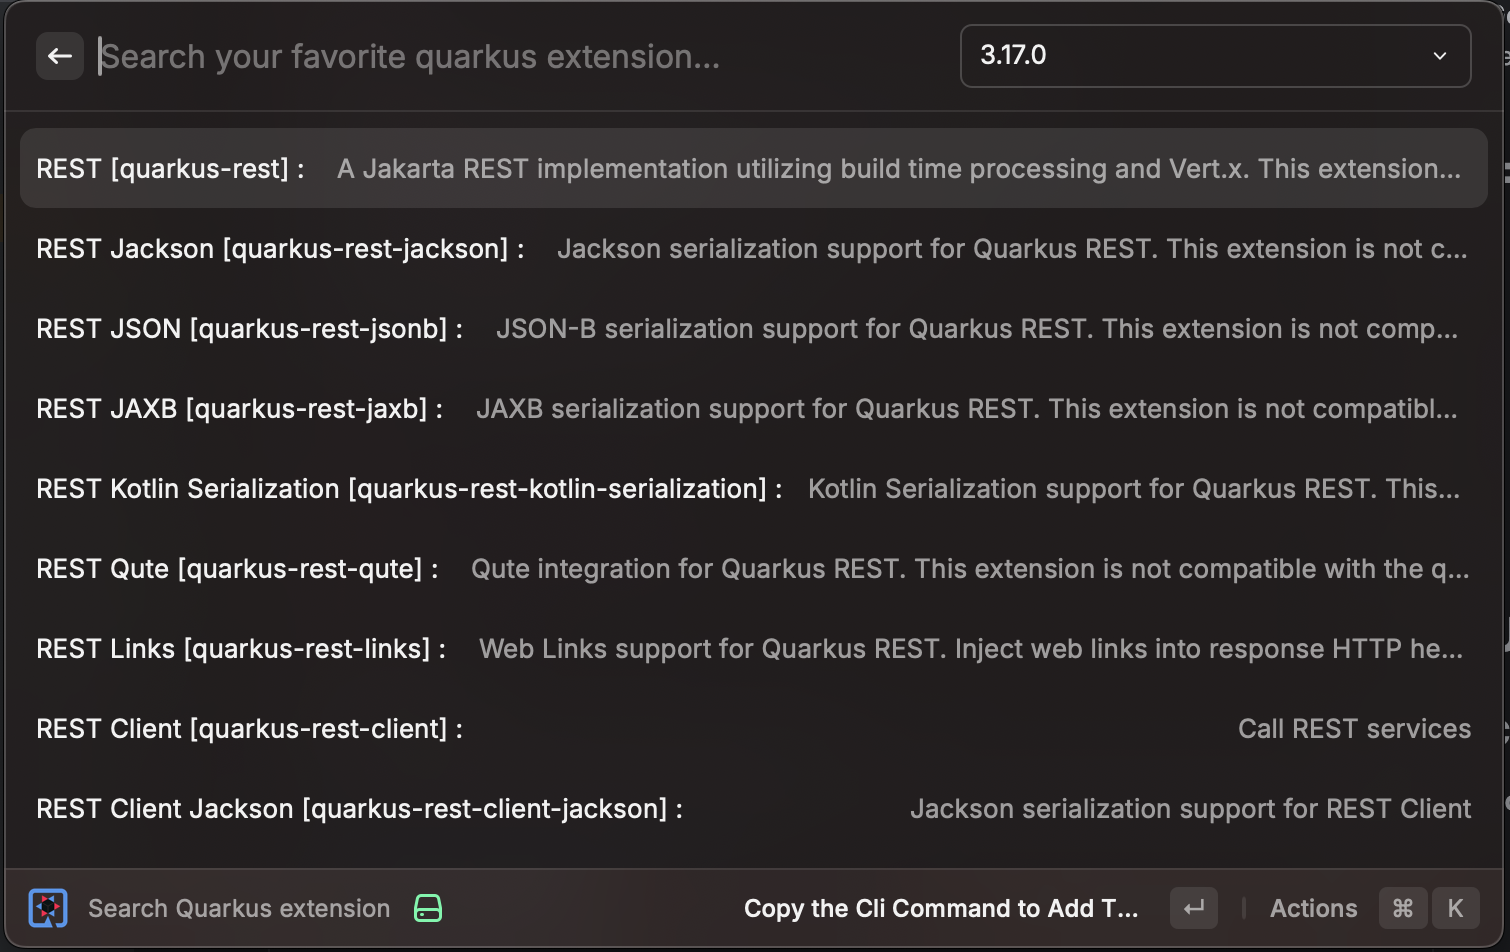 Search your favorite quarkus extension...
3.17.0
REST [quarkus-rest] : A Jakarta REST implementation utilizing build time processing and Vert.x. This extension...
REST Jackson [quarkus-rest-jackson] : Jackson serialization support for Quarkus REST. This extension is not c...
REST JSON [quarkus-rest-jsonb] : JSON-B serialization support for Quarkus REST. This extension is not comp...
REST JAXB [quarkus-rest-jaxb] : JAXB serialization support for Quarkus REST. This extension is not compatibl...
REST Kotlin Serialization [quarkus-rest-kotlin-serialization] : Kotlin Serialization support for Quarkus REST. This...
REST Qute [quarkus-rest-qute] : Qute integration for Quarkus REST. This extension is not compatible with the q...
REST Links [quarkus-rest-links] : Web Links support for Quarkus REST. Inject web links into response HTTP he...
REST Client [quarkus-rest-client] : Call REST services
REST Client Jackson [quarkus-rest-client-jackson] : Jackson serialization support for REST Client
Search Quarkus extension Copy the Cli Command to Add T... ↵ Actions ⌘ K